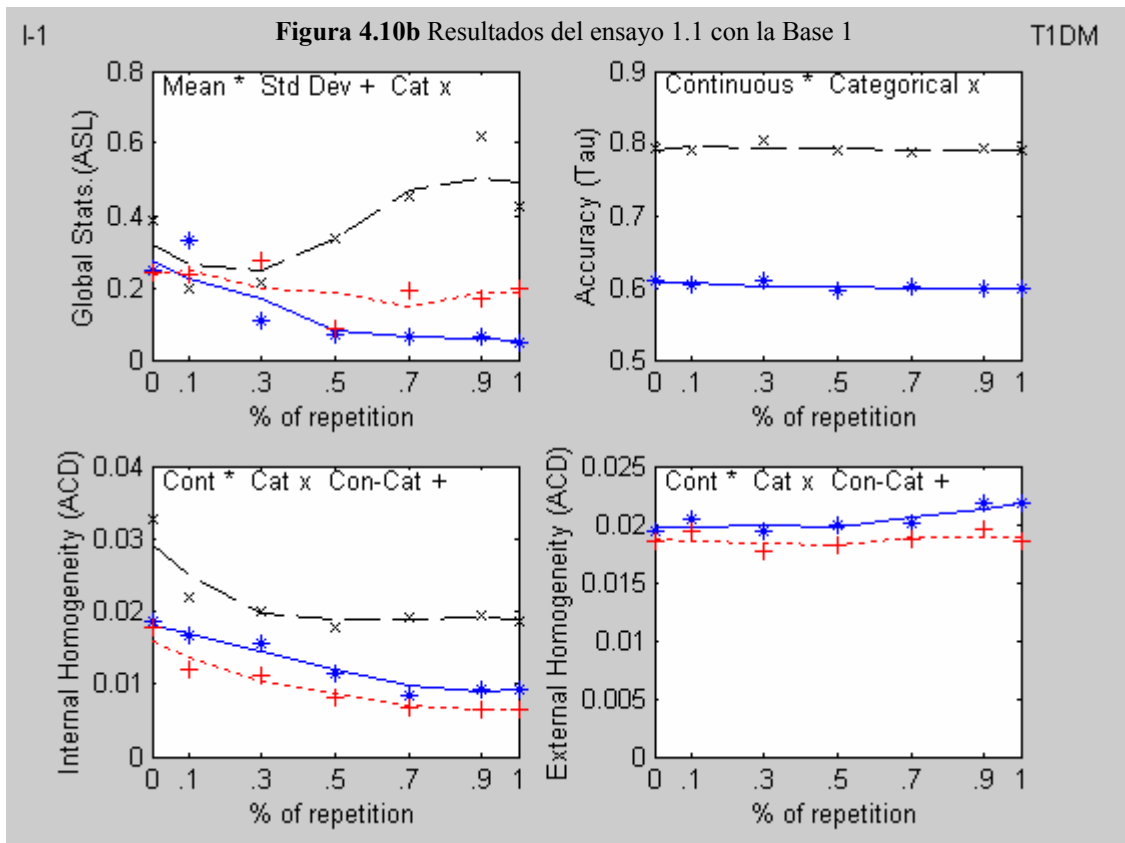 I-1
Figura 4.10b Resultados del ensayo 1.1 con la Base 1
T1DM
Mean * Std Dev + Cat x
Global Stats.(ASL)
0.8
0.6
0.4
0.2
0
0 .1 .3 .5 .7 .9 1
% of repetition
Continuous * Categorical x
Accuracy (Tau)
0.9
0.8
0.7
0.6
0.5
0 .1 .3 .5 .7 .9 1
% of repetition
Cont * Cat x Con-Cat +
Internal Homogeneity (ACD)
0.04
0.03
0.02
0.01
0
0 .1 .3 .5 .7 .9 1
% of repetition
Cont * Cat x Con-Cat +
External Homogeneity (ACD)
0.025
0.02
0.015
0.01
0.005
0
0 .1 .3 .5 .7 .9 1
% of repetition